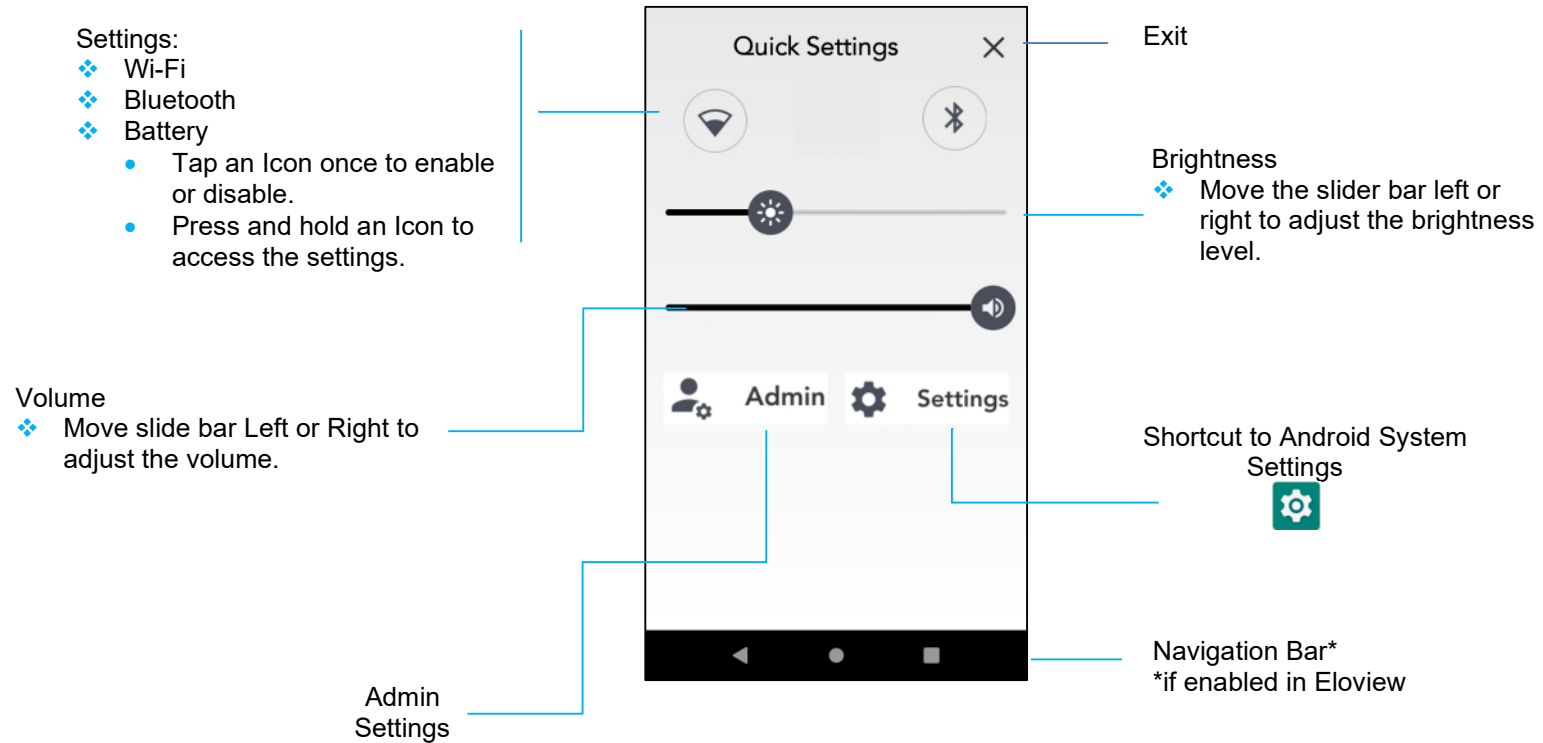 Settings:
Wi-Fi
Bluetooth
Battery
Tap an Icon once to enable
or disable.
Press and hold an Icon to
access the settings.
Volume
Move slide bar Left or Right to
adjust the volume.
Admin
Settings
Quick Settings
Admin
Settings
Exit
Brightness
Move the slider bar left or
right to adjust the brightness
level.
Shortcut to Android System
Settings
Navigation Bar*
*if enabled in Eloview